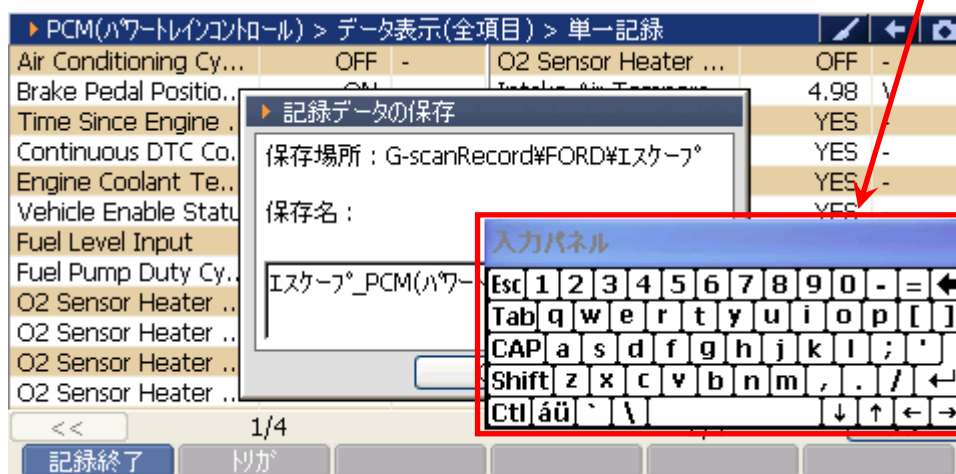 PCM(ﾊﾟﾜｰﾄﾚｲﾝｺﾝﾄﾛｰﾙ) > データ表示(全項目) > 単一記録
Air Conditioning Cy... OFF - O2 Sensor Heater ... OFF -
Brake Pedal Positio... 4.98
Time Since Engine . YES -
Continuous DTC Co. YES -
Engine Coolant Te.. YES -
Vehicle Enable Statu YES
Fuel Level Input
Fuel Pump Duty Cy.
O2 Sensor Heater ..
O2 Sensor Heater ..
O2 Sensor Heater ..
O2 Sensor Heater ...
記録データの保存
保存場所：G-scanRecord¥FORD¥ｴｽｹｰﾌﾟ
保存名：
ｴｽｹｰﾌﾟ_PCM(ﾊﾟﾜｰ
入力パネル
Esc 1 2 3 4 5 6 7 8 9 0 - = ←
Tab q w e r t y u i o p [ ]
CAP a s d f g h j k l ; '
Shift z x c v b n m , . / ↵
Ctl áü ` \ ↓ ↑ ← →
<< 1/4
記録終了 ﾄﾘｶﾞ